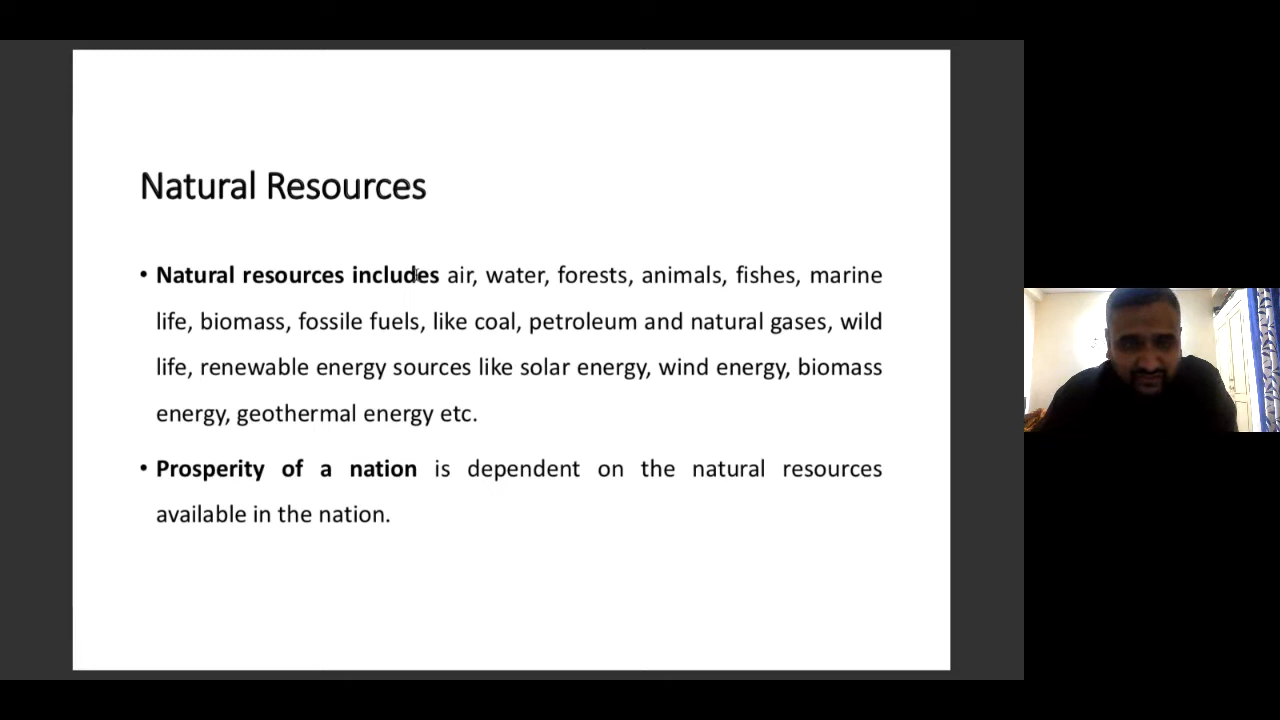 Natural Resources
• Natural resources includes air, water, forests, animals, fishes, marine
life, biomass, fossile fuels, like coal, petroleum and natural gases, wild
life, renewable energy sources like solar energy, wind energy, biomass
energy, geothermal energy etc.
• Prosperity of a nation is dependent on the natural resources
available in the nation.